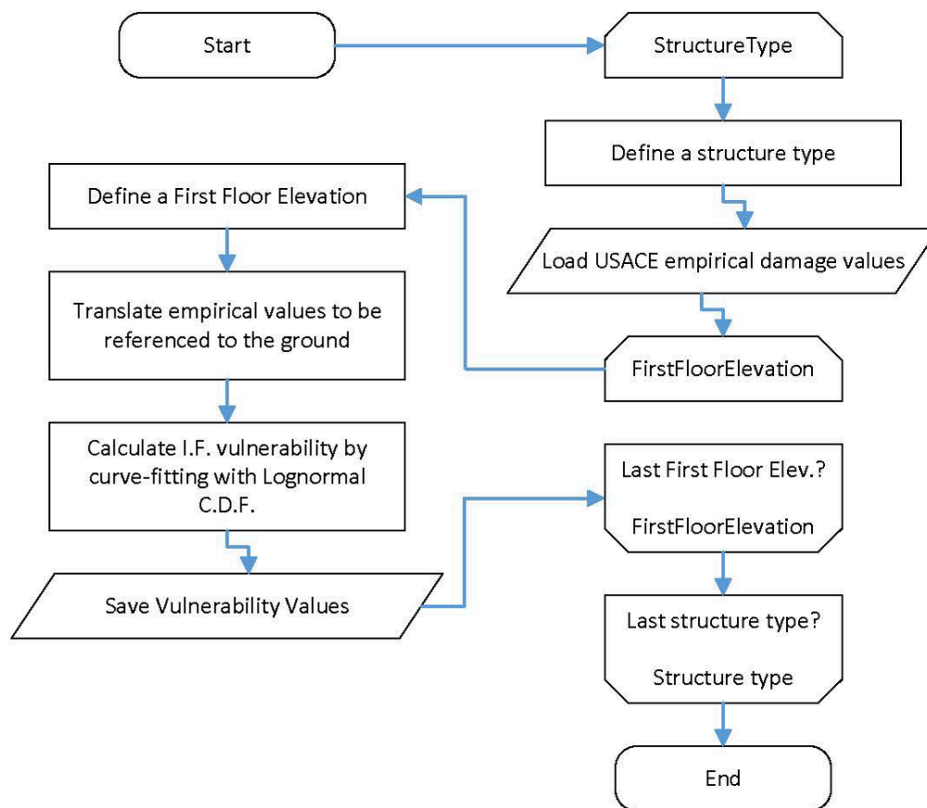 Start
StructureType
Define a structure type
Load USACE empirical damage values
FirstFloorElevation
Define a First Floor Elevation
Translate empirical values to be
referenced to the ground
Calculate I.F. vulnerability by
curve-fitting with Lognormal
C.D.F.
Save Vulnerability Values
Last First Floor Elev.?
FirstFloorElevation
Last structure type?
Structure type
End